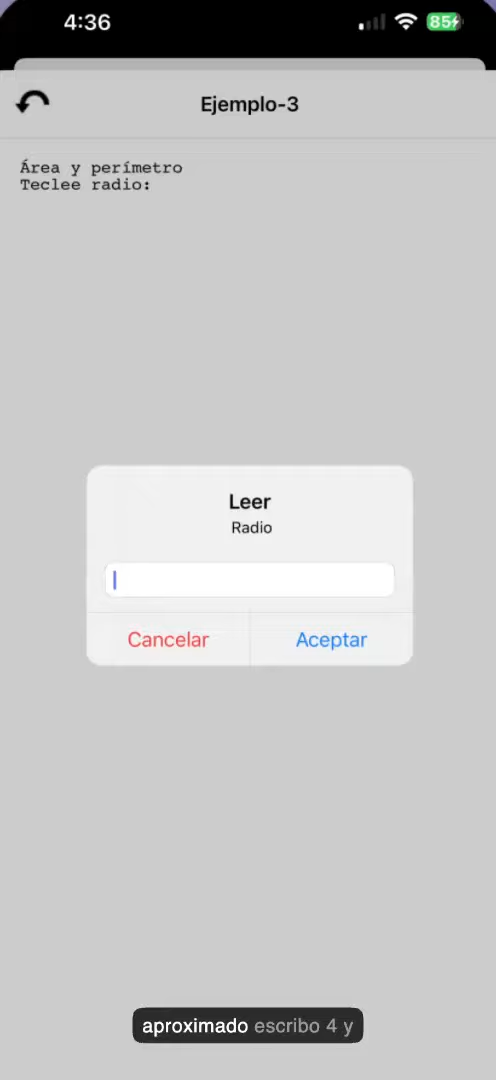 4:36
85
Ejemplo-3
Área y perímetro
Teclee radio:
Leer
Radio
Cancelar
Aceptar
aproximado escribo 4 y